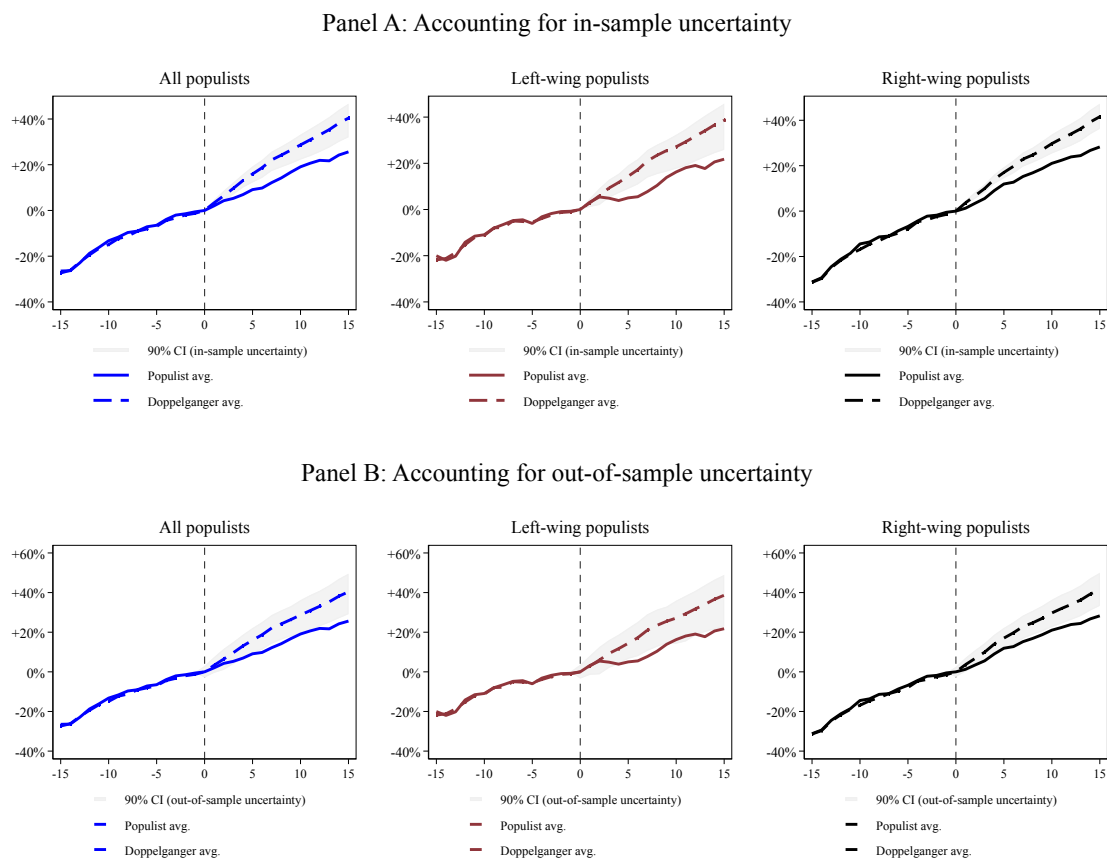 Panel A: Accounting for in-sample uncertainty
All populists
Left-wing populists
Right-wing populists
+40%
+20%
0%
-20%
-40%
-15 -10 -5 0 5 10 15
+40%
+20%
0%
-20%
-40%
-15 -10 -5 0 5 10 15
+40%
+20%
0%
-20%
-40%
-15 -10 -5 0 5 10 15
90% CI (in-sample uncertainty)
Populist avg.
Doppelganger avg.
90% CI (in-sample uncertainty)
Populist avg.
Doppelganger avg.
90% CI (in-sample uncertainty)
Populist avg.
Doppelganger avg.
Panel B: Accounting for out-of-sample uncertainty
All populists
Left-wing populists
Right-wing populists
+60%
+40%
+20%
0%
-20%
-40%
-15 -10 -5 0 5 10 15
+60%
+40%
+20%
0%
-20%
-40%
-15 -10 -5 0 5 10 15
+60%
+40%
+20%
0%
-20%
-40%
-15 -10 -5 0 5 10 15
90% CI (out-of-sample uncertainty)
Populist avg.
Doppelganger avg.
90% CI (out-of-sample uncertainty)
Populist avg.
Doppelganger avg.
90% CI (out-of-sample uncertainty)
Populist avg.
Doppelganger avg.